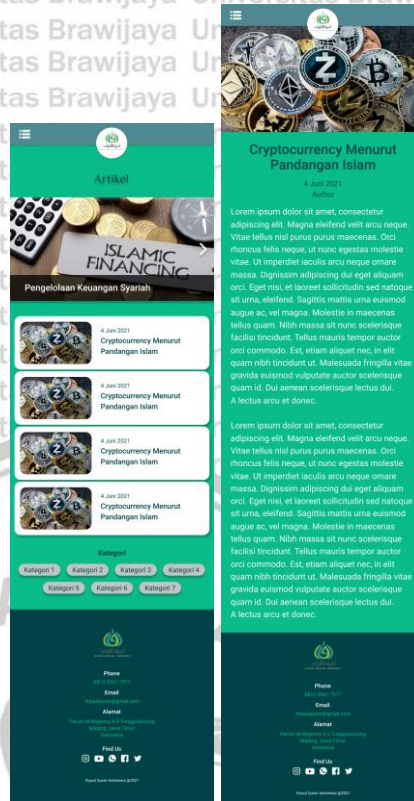 tas Brawijaya
tas Brawijaya
tas Brawijaya
tas Brawijaya
Artikel
ISLAMIC
FINANCING
Pengelolaan Keuangan Syariah
4 Juni 2021
Cryptocurrency Menurut
Pandangan Islam
4 Juni 2021
Cryptocurrency Menurut
Pandangan Islam
4 Juni 2021
Cryptocurrency Menurut
Pandangan Islam
4 Juni 2021
Cryptocurrency Menurut
Pandangan Islam
Kategori
Kategori 1 Kategori 2 Kategori 3 Kategori 4
Kategori 5 Kategori 6 Kategori 7
Phone
Email
Alamat
Malang, Jawa Timur
Indonesia
Find Us
Cryptocurrency Menurut
Pandangan Islam
4 Juni 2021
Author
Lorem ipsum dolor sit amet, consectetur
adipiscing elit. Magna eleifend velit arcu neque.
Vitae tellus nisl purus purus maecenas. Orci
rhoncus felis neque, ut nunc egestas molestie
vitae. Ut imperdiet iaculis arcu neque ornare
massa. Dignissim adipiscing dui eget aliquam
orci. Eget nisi, et laoreet sollicitudin sed natoque
sit urna, eleifend. Sagittis mattis urna euismod
augue ac, vel magna. Molestie in maecenas
tellus quam. Nibh massa sit nunc scelerisque
facilisi tincidunt. Tellus mauris tempor auctor
orci commodo. Est, etiam aliquet nec, in elit
quam nibh tincidunt ut. Malesuada fringilla vitae
gravida euismod vulputate auctor scelerisque
quam id. Dui aenean scelerisque lectus dui.
A lectus arcu et donec.
Lorem ipsum dolor sit amet, consectetur
adipiscing elit. Magna eleifend velit arcu neque.
Vitae tellus nisl purus purus maecenas. Orci
rhoncus felis neque, ut nunc egestas molestie
vitae. Ut imperdiet iaculis arcu neque ornare
massa. Dignissim adipiscing dui eget aliquam
orci. Eget nisi, et laoreet sollicitudin sed natoque
sit urna, eleifend. Sagittis mattis urna euismod
augue ac, vel magna. Molestie in maecenas
tellus quam. Nibh massa sit nunc scelerisque
facilisi tincidunt. Tellus mauris tempor auctor
orci commodo. Est, etiam aliquet nec, in elit
quam nibh tincidunt ut. Malesuada fringilla vitae
gravida euismod vulputate auctor scelerisque
quam id. Dui aenean scelerisque lectus dui.
A lectus arcu et donec.
Phone
Email
Alamat
Malang, Jawa Timur
Indonesia
Find Us